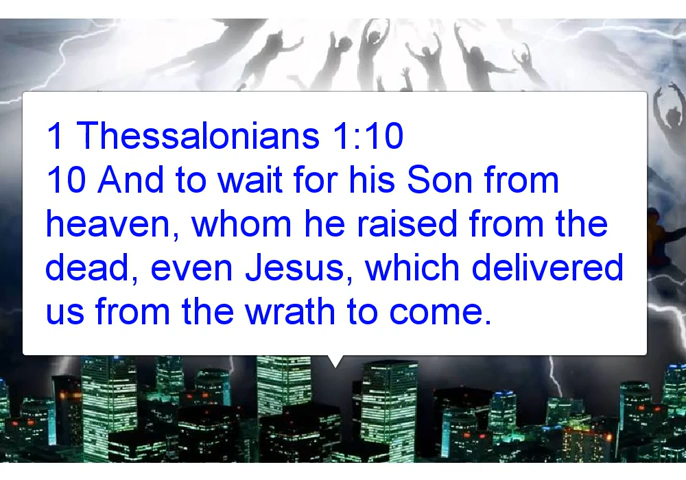 1 Thessalonians 1:10
10 And to wait for his Son from
heaven, whom he raised from the
dead, even Jesus, which delivered
us from the wrath to come.